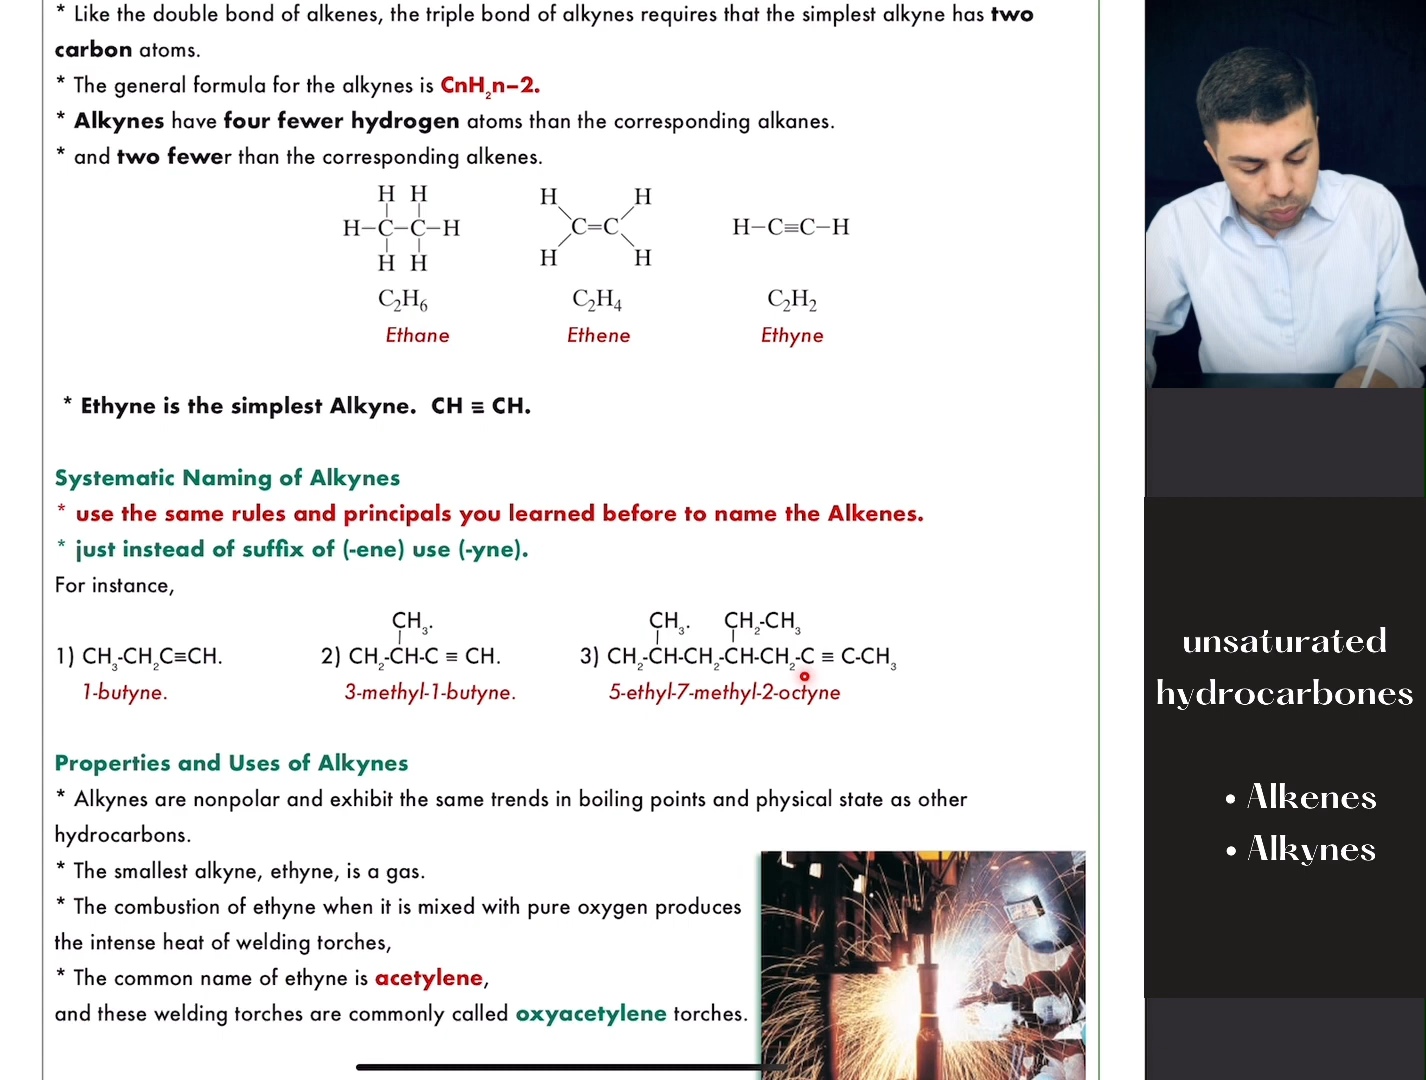 * Like the double bond of alkenes, the triple bond of alkynes requires that the simplest alkyne has two
carbon atoms.
* The general formula for the alkynes is CnH₂n–2.
* Alkynes have four fewer hydrogen atoms than the corresponding alkanes.
* and two fewer than the corresponding alkenes.
H H
H–C–C–H
H H
H H
C=C
H H
H–C≡C–H
C₂H₆
C₂H₄
C₂H₂
Ethane
Ethene
Ethyne
* Ethyne is the simplest Alkyne. CH ≡ CH.
Systematic Naming of Alkynes
* use the same rules and principals you learned before to name the Alkenes.
* just instead of suffix of (-ene) use (-yne).
For instance,
1) CH₃-CH₂C≡CH.
1-butyne.
CH₃.
2) CH₂-CH-C ≡ CH.
3-methyl-1-butyne.
CH₃. CH₂-CH₃
3) CH₂-CH-CH₂-CH-CH₂-C ≡ C-CH₃
5-ethyl-7-methyl-2-octyne
Properties and Uses of Alkynes
* Alkynes are nonpolar and exhibit the same trends in boiling points and physical state as other
hydrocarbons.
* The smallest alkyne, ethyne, is a gas.
* The combustion of ethyne when it is mixed with pure oxygen produces
the intense heat of welding torches,
* The common name of ethyne is acetylene,
and these welding torches are commonly called oxyacetylene torches.
unsaturated
hydrocarbones
• Alkenes
• Alkynes